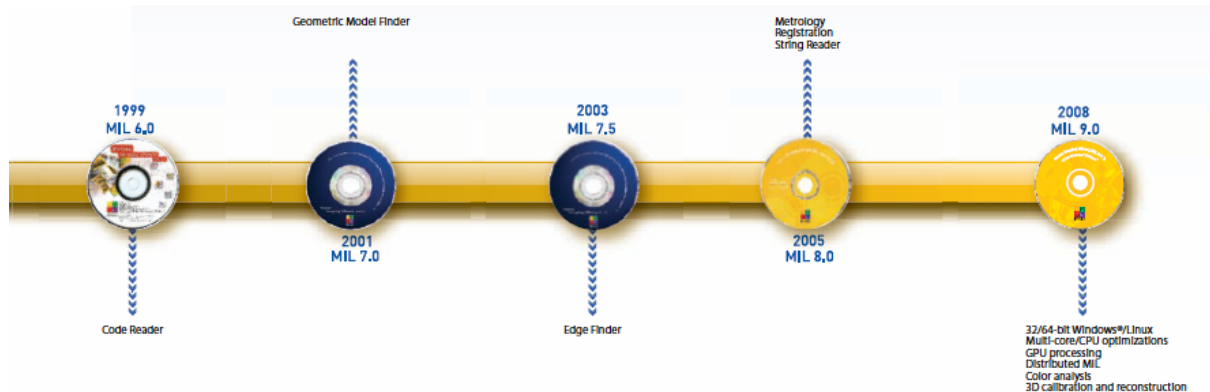 Geometric Model Finder
Metrology
Registration
String Reader
1999
MIL 6.0
2003
MIL 7.5
2008
MIL 9.0
2001
MIL 7.0
2005
MIL 8.0
Code Reader
Edge Finder
32/64-bit Windows®/Linux
Multi-core/CPU optimizations
GPU processing
Distributed MIL
Color analysis
3D calibration and reconstruction